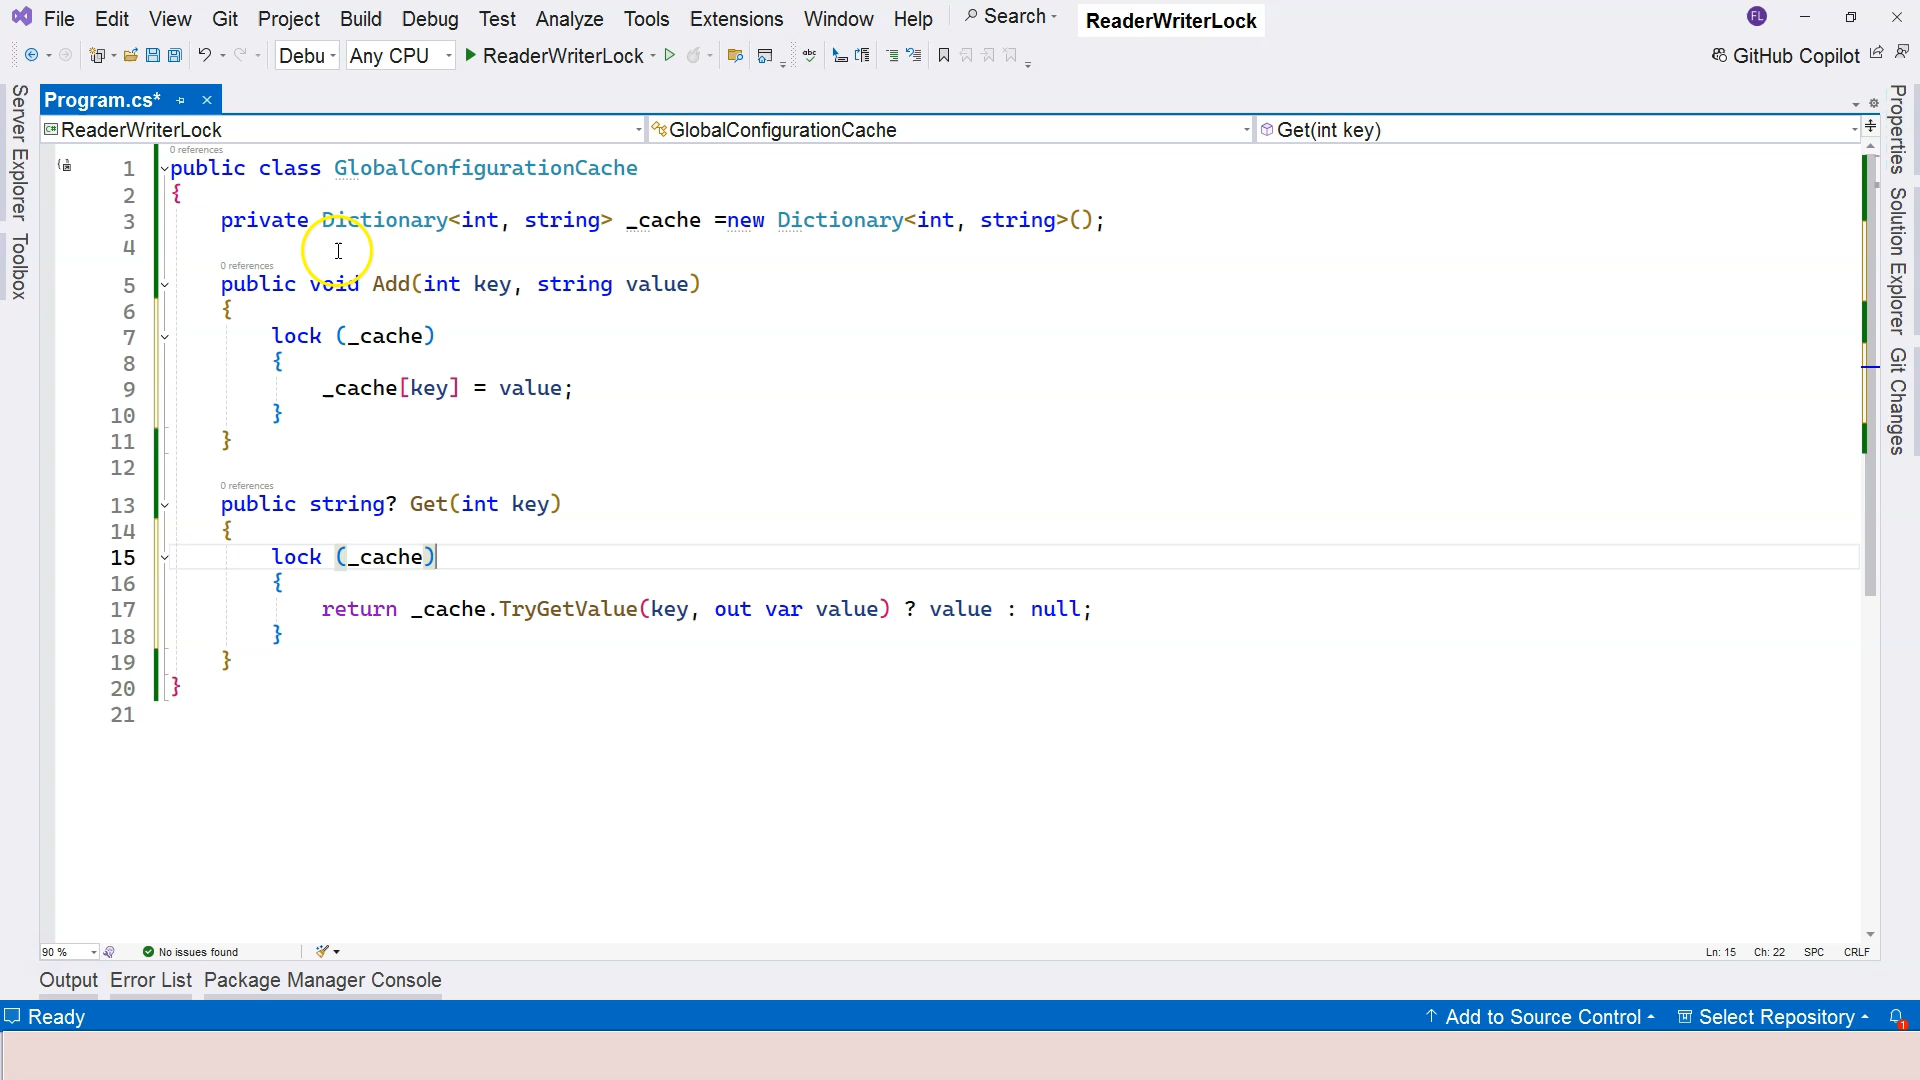 File Edit View Git Project Build Debug Test Analyze Tools Extensions Window Help Search ReaderWriterLock FL
Debu Any CPU ReaderWriterLock abc GitHub Copilot
Program.cs*
ReaderWriterLock GlobalConfigurationCache Get(int key)
Server Explorer
Toolbox
0 references
1 public class GlobalConfigurationCache
2 {
3 private Dictionary<int, string> _cache =new Dictionary<int, string>();
4
0 references
5 public void Add(int key, string value)
6 {
7 lock (_cache)
8 {
9 _cache[key] = value;
10 }
11 }
12
0 references
13 public string? Get(int key)
14 {
15 lock (_cache)
16 {
17 return _cache.TryGetValue(key, out var value) ? value : null;
18 }
19 }
20 }
21
Properties
Solution Explorer
Git Changes
90 % No issues found Ln: 15 Ch: 22 SPC CRLF
Output Error List Package Manager Console
Ready Add to Source Control Select Repository 1